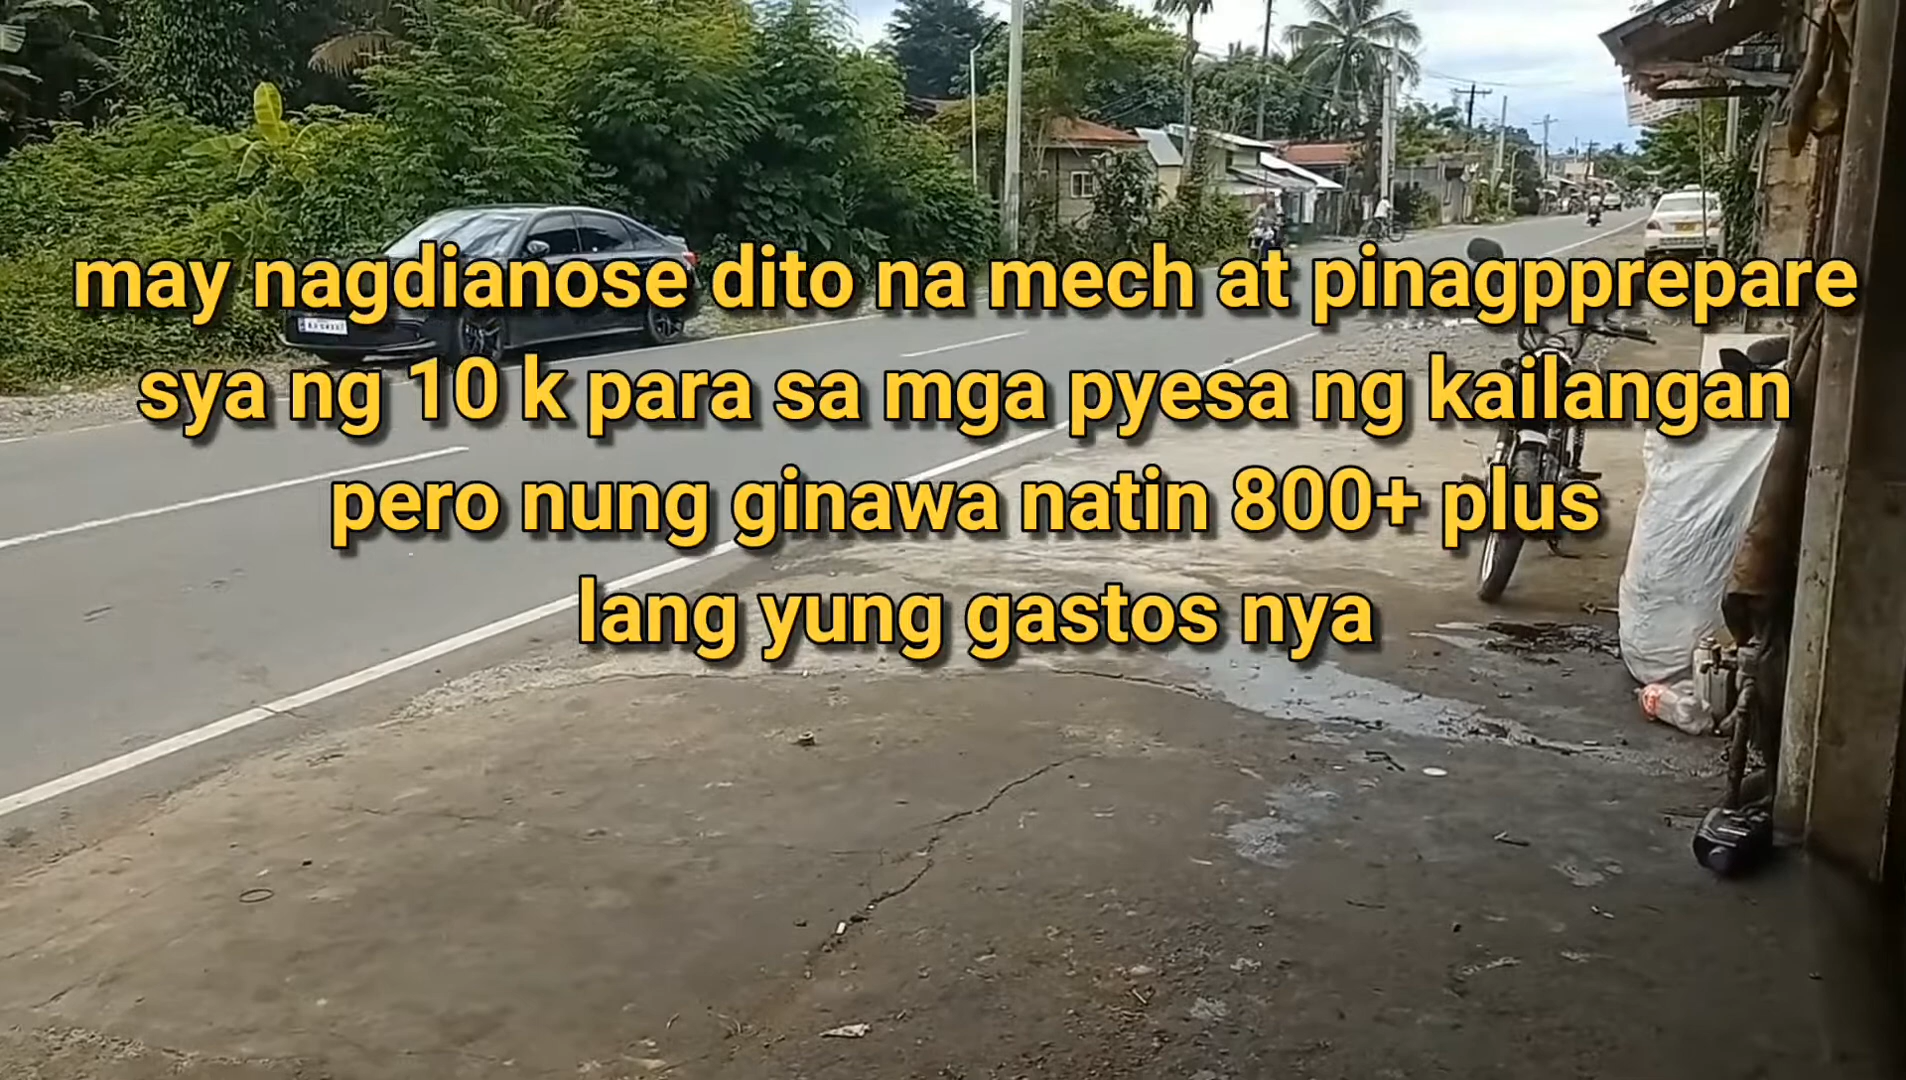 may nagdianose dito na mech at pinagpprepare
sya ng 10 k para sa mga pyesa ng kailangan
pero nung ginawa natin 800+ plus
lang yung gastos nya